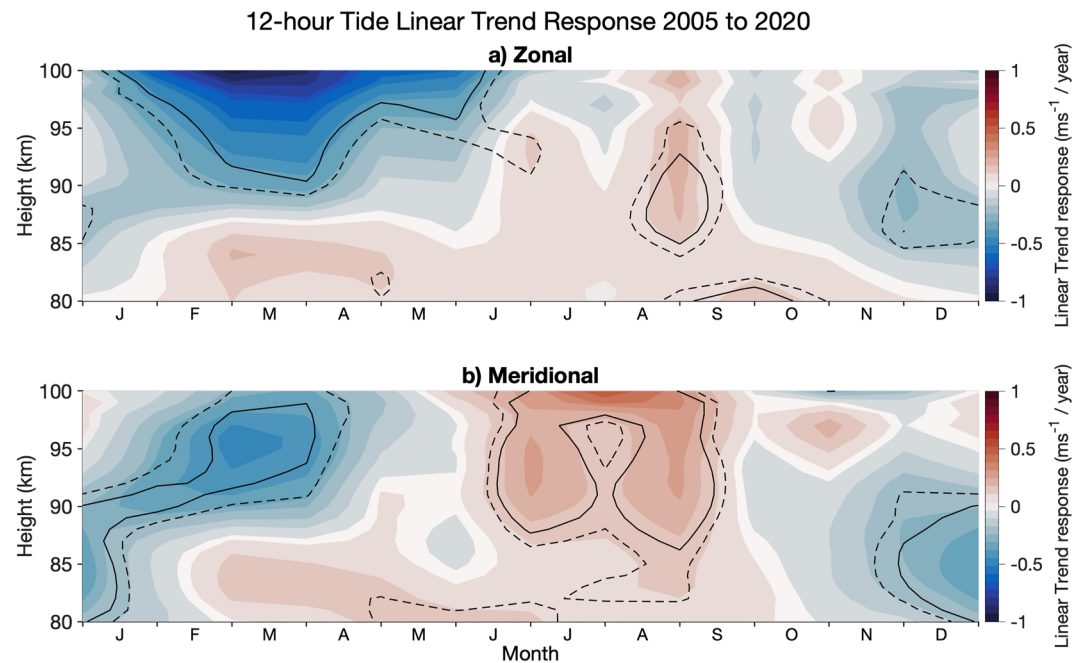 12-hour Tide Linear Trend Response 2005 to 2020
a) Zonal
Height (km)
100
95
90
85
80
J F M A M J J A S O N D
1
0.5
0
-0.5
-1
Linear Trend response (ms-1 / year)
b) Meridional
Height (km)
100
95
90
85
80
J F M A M J J A S O N D
Month
1
0.5
0
-0.5
-1
Linear Trend response (ms-1 / year)